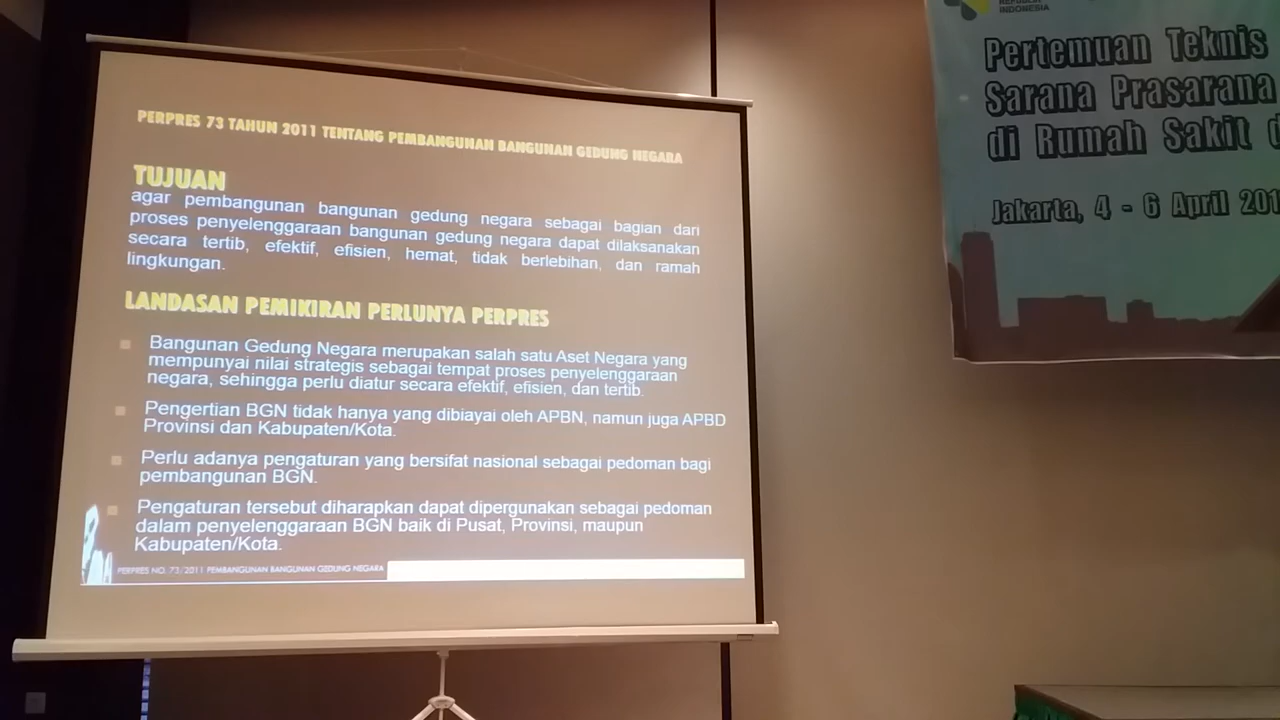 PERPRES 73 TAHUN 2011 TENTANG PEMBANGUNAN BANGUNAN GEDUNG NEGARA
TUJUAN
agar pembangunan bangunan gedung negara sebagai bagian dari
proses penyelenggaraan bangunan gedung negara dapat dilaksanakan
secara tertib, efektif, efisien, hemat, tidak berlebihan, dan ramah
lingkungan.
LANDASAN PEMIKIRAN PERLUNYA PERPRES
Bangunan Gedung Negara merupakan salah satu Aset Negara yang
mempunyai nilai strategis sebagai tempat proses penyelenggaraan
negara, sehingga perlu diatur secara efektif, efisien, dan tertib.
Pengertian BGN tidak hanya yang dibiayai oleh APBN, namun juga APBD
Provinsi dan Kabupaten/Kota.
Perlu adanya pengaturan yang bersifat nasional sebagai pedoman bagi
pembangunan BGN.
Pengaturan tersebut diharapkan dapat dipergunakan sebagai pedoman
dalam penyelenggaraan BGN baik di Pusat, Provinsi, maupun
Kabupaten/Kota.
PERPRES NO. 73/2011 PEMBANGUNAN BANGUNAN GEDUNG NEGARA
REPUBLIK
INDONESIA
Pertemuan Teknis
Sarana Prasarana
di Rumah Sakit d
Jakarta, 4 - 6 April 201